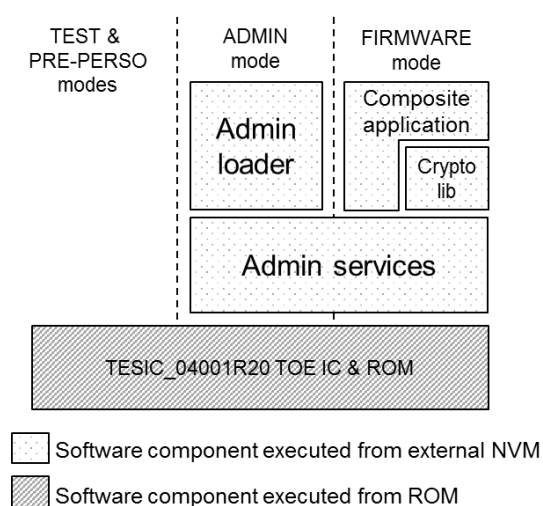 TEST &
PRE-PERSO
modes
ADMIN
mode
FIRMWARE
mode
Admin
loader
Composite
application
Crypto
lib
Admin services
TESIC_04001R20 TOE IC & ROM
Software component executed from external NVM
Software component executed from ROM